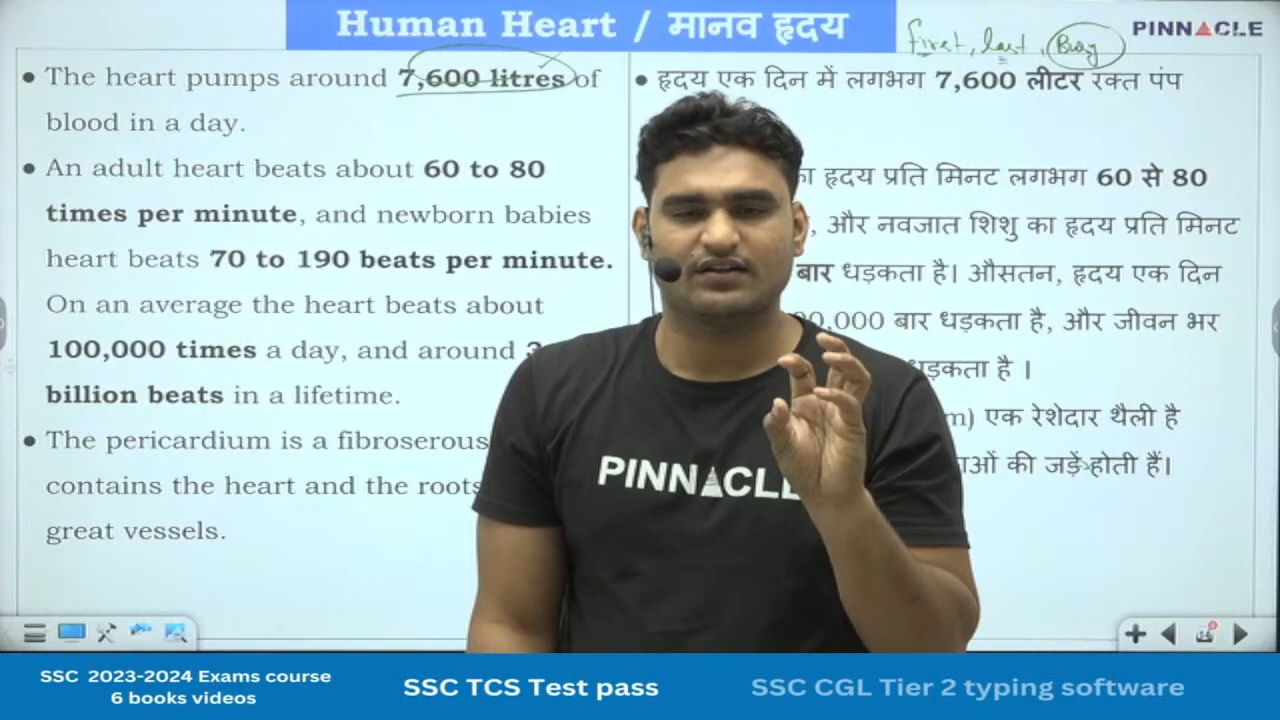 Human Heart / मानव हृदय
first, last, Busy
PINNACLE
• The heart pumps around 7,600 litres of
blood in a day.
• An adult heart beats about 60 to 80
times per minute, and newborn babies
heart beats 70 to 190 beats per minute.
On an average the heart beats about
100,000 times a day, and around
billion beats in a lifetime.
• The pericardium is a fibroserous
contains the heart and the roots
great vessels.
• हृदय एक दिन में लगभग 7,600 लीटर रक्त पंप
हृदय प्रति मिनट लगभग 60 से 80
, और नवजात शिशु का हृदय प्रति मिनट
बार धड़कता है। औसतन, हृदय एक दिन
बार धड़कता है, और जीवन भर
धड़कता है ।
एक रेशेदार थैली है
की जड़ें होती हैं।
PINNACLE
SSC 2023-2024 Exams course
6 books videos
SSC TCS Test pass
SSC CGL Tier 2 typing software